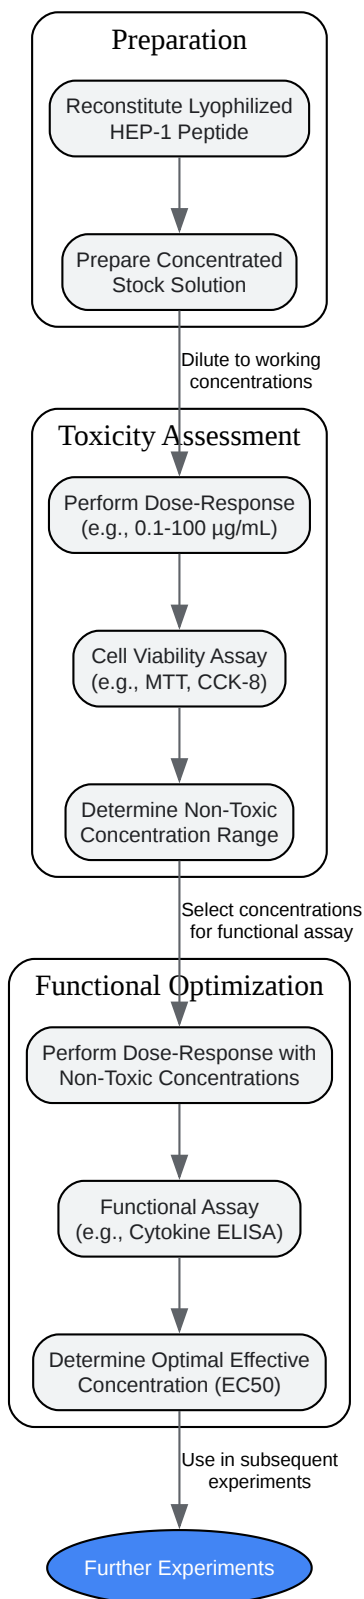 Preparation
Reconstitute Lyophilized
HEP-1 Peptide
Prepare Concentrated
Stock Solution
Dilute to working
concentrations
Toxicity Assessment
Perform Dose-Response
(e.g., 0.1-100 µg/mL)
Cell Viability Assay
(e.g., MTT, CCK-8)
Determine Non-Toxic
Concentration Range
Select concentrations
for functional assay
Functional Optimization
Perform Dose-Response with
Non-Toxic Concentrations
Functional Assay
(e.g., Cytokine ELISA)
Determine Optimal Effective
Concentration (EC50)
Use in subsequent
experiments
Further Experiments